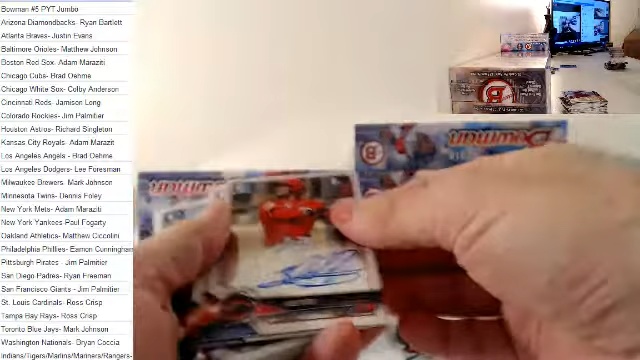 Bowman #5 PYT Jumbo
Arizona Diamondbacks- Ryan Bartlett
Atlanta Braves- Justin Evans
Baltimore Orioles- Matthew Johnson
Boston Red Sox- Adam Maraziti
Chicago Cubs- Brad Oehme
Chicago White Sox- Colby Anderson
Cincinnati Reds- Jamison Long
Colorado Rockies- Jim Palmitier
Houston Astros- Richard Singleton
Kansas City Royals- Adam Marazit
Los Angels Angels - Brad Oehme
Los Angeles Dodgers - Lee Foresman
Milwaukee Brewers- Mark Johnson
Minnesota Twins- Dennis Foley
New York Mets- Adam Maraziti
New York Yankees-Paul Fogarty
Oakland Athletics- Matthew Ciccolini
Philadelphia Phillies- Eamon Cunningham
Pittsburgh Pirates - Jim Palmitier
San Diego Padres- Ryan Freeman
San Francisco Giants - Jim Palmitier
St. Louis Cardinals- Ross Crisp
Tampa Bay Rays- Ross Crisp
Toronto Blue Jays- Mark Johnson
Washington Nationals- Bryan Coccia
Indians/Tigers/Marlins/Mariners/Rangers-
Bowman
B